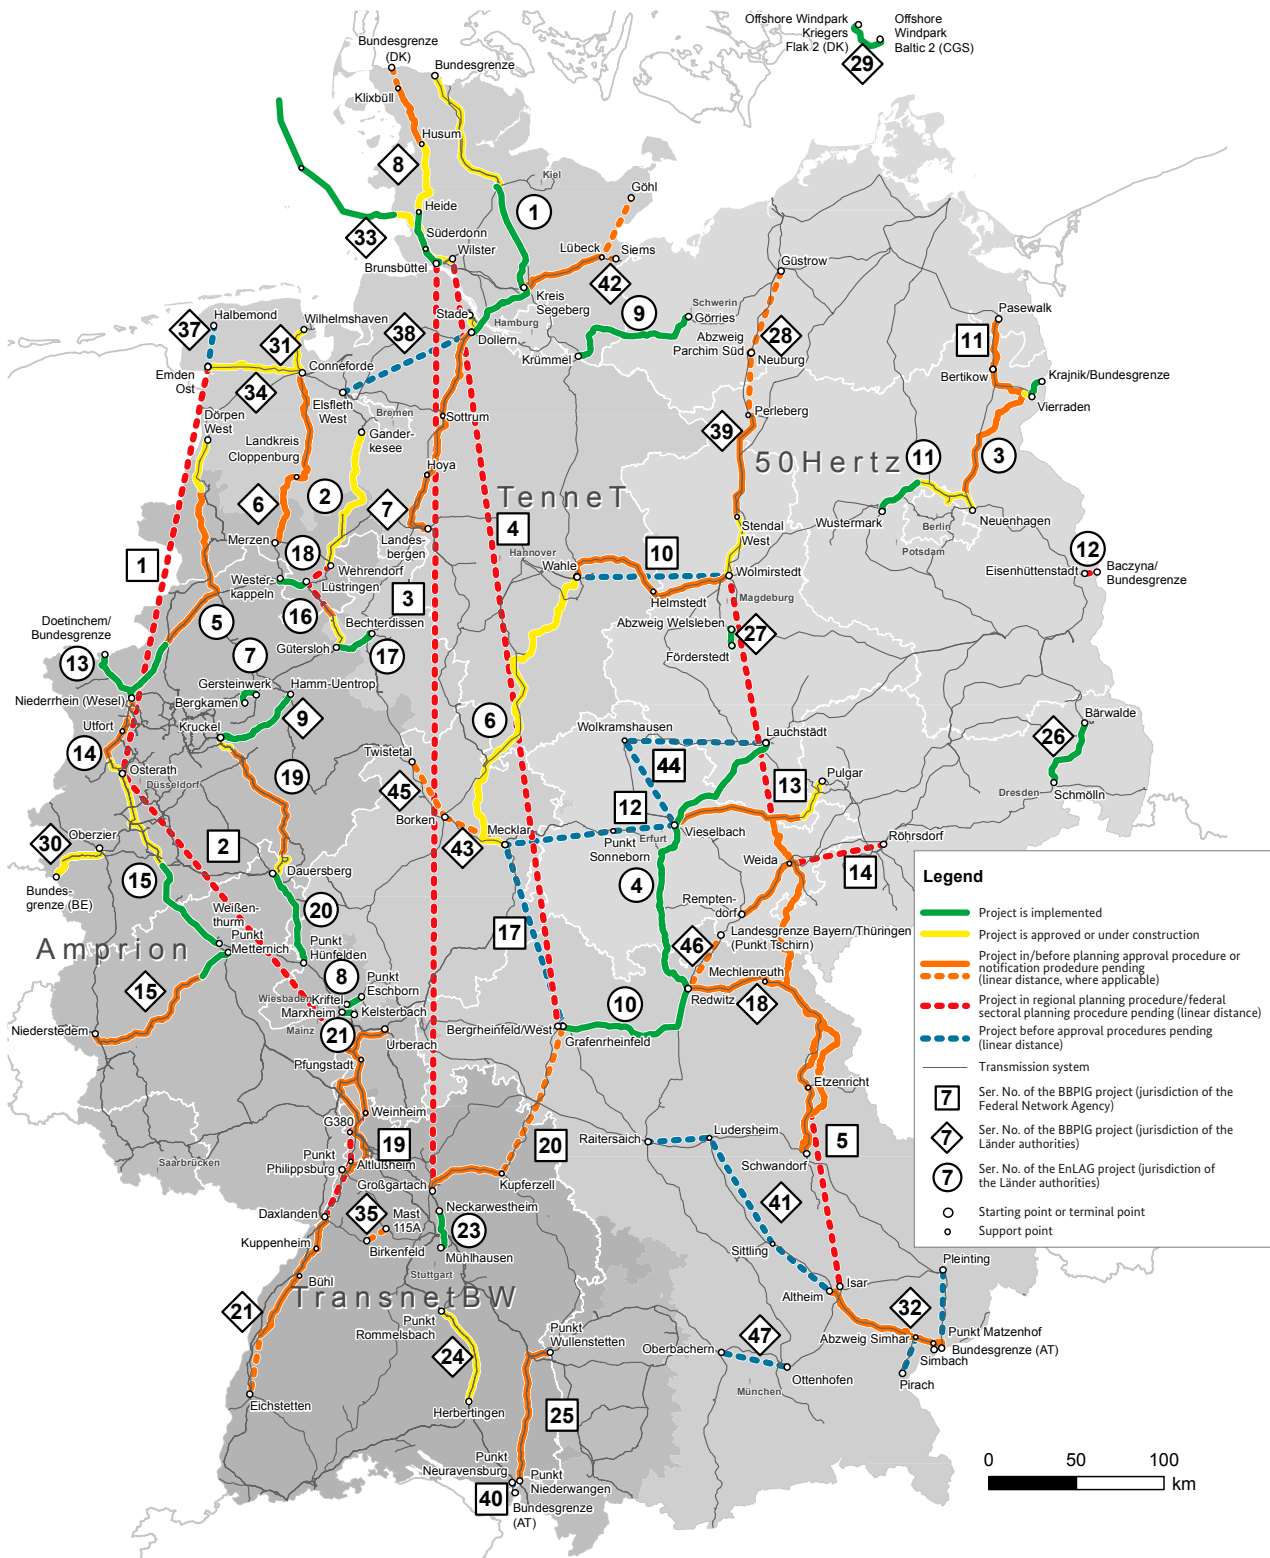 Offshore Windpark
Kriegers
Flak 2 (DK)
Offshore
Windpark
Baltic 2 (CGS)
29
Bundesgrenze
(DK)
Bundesgrenze
Klixbüll
Husum
8
Kiel
Göhl
1
Heide
33
Süderdonn
Wilster
Brunsbüttel
Lübeck
Siems
42
Güstrow
Kreis
Segeberg
Schwerin
9
Görries
Pasewalk
37
Halbemond
Wilhelmshaven
31
38
Stade
Hamburg
Dollern
Krümmel
Abzweig
Parchim Süd
28
Neuburg
11
Bertikow
Krajnik/Bundesgrenze
Vierraden
Emden
Ost
34
Conneforde
Elsfleth
West
Bremen
Sottrum
Perleberg
39
Dörpen
West
Landkreis
Cloppenburg
Gander-
kesee
Hoya
50Hertz
11
3
6
2
7
TenneT
4
Landes-
bergen
Wustermark
Neuenhagen
Berlin
Potsdam
Stendal
West
Merzen
18
Hannover
10
1
Wehrendorf
Wester-
kappeln
Lüstringen
Wahle
Wolmirstedt
12
Eisenhüttenstadt
Baczyna/
Bundesgrenze
3
Helmstedt
Magdeburg
16
5
Bechterdissen
Abzweig Welsleben
27
Doetinchem/
Bundesgrenze
Gütersloh
17
Förderstedt
13
7
Gersteinwerk
Hamm-Uentrop
Niederrhein (Wesel)
Bergkamen
9
6
Utfort
Kruckel
Wolkramshausen
Lauchstädt
26
Bärwalde
14
Twistetal
44
Osterath
Düsseldorf
19
45
13
Pulgar
Dresden
Schmölln
12
Borken
Mecklar
Erfurt
Vieselbach
Röhrsdorf
30
Oberzier
2
43
Punkt
Sonneborn
Weida
14
Bundes-
grenze (BE)
15
Dauersberg
4
Weißen-
thurm
20
Rempten-
dorf
17
46
Landesgrenze Bayern/Thüringen
(Punkt Tschirn)
Amprion
Punkt
Metternich
Punkt
Hünfelden
15
8
Punkt
Eschborn
Mechlenreuth
Wiesbaden
Kriftel
Redwitz
18
Marxheim
Kelsterbach
10
Mainz
Niederstedem
21
Urberach
Bergrheinfeld/West
Grafenrheinfeld
Pfungstadt
Etzenricht
Weinheim
G380
20
Ludersheim
Raitersaich
5
19
Punkt
Philippsburg
Altlußheim
Schwandorf
Saarbrücken
Großgartach
Kupferzell
41
Daxlanden
35
Mast
115A
Neckarwestheim
23
Kuppenheim
Birkenfeld
Mühlhausen
Sittling
Stuttgart
Pleinting
Bühl
TransnetBW
Isar
Altheim
21
32
Punkt
Rommelsbach
Punkt
Wullenstetten
Abzweig Simhar
Punkt Matzenhof
Bundesgrenze (AT)
Simbach
24
47
Oberbachern
Ottenhofen
Pirach
München
Eichstetten
Herbertingen
25
Punkt
Neuravensburg
Punkt
Niederwangen
40
Bundesgrenze
(AT)
0 50 100
km
Legend
Project is implemented
Project is approved or under construction
Project in/before planning approval procedure or
notification prodedure pending
(linear distance, where applicable)
Project in regional planning procedure/federal
sectoral planning procedure pending (linear distance)
Project before approval procedures pending
(linear distance)
Transmission system
7
Ser. No. of the BBPlG project (jurisdiction of the
Federal Network Agency)
7
Ser. No. of the BBPlG project (jurisdiction of the
Länder authorities)
7
Ser. No. of the EnLAG project (jurisdiction of
the Länder authorities)
Starting point or terminal point
Support point